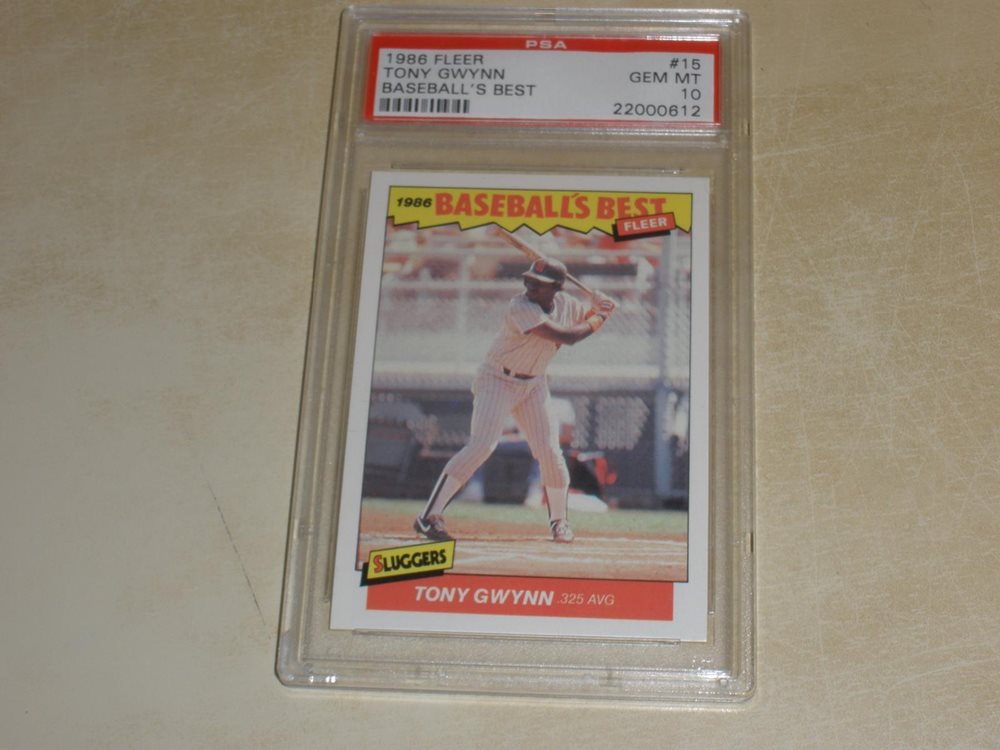 PSA
1986 FLEER #15
TONY GWYNN GEM MT
BASEBALL'S BEST 10
22000612
1986 BASEBALL'S BEST
FLEER
SLUGGERS
TONY GWYNN .325 AVG